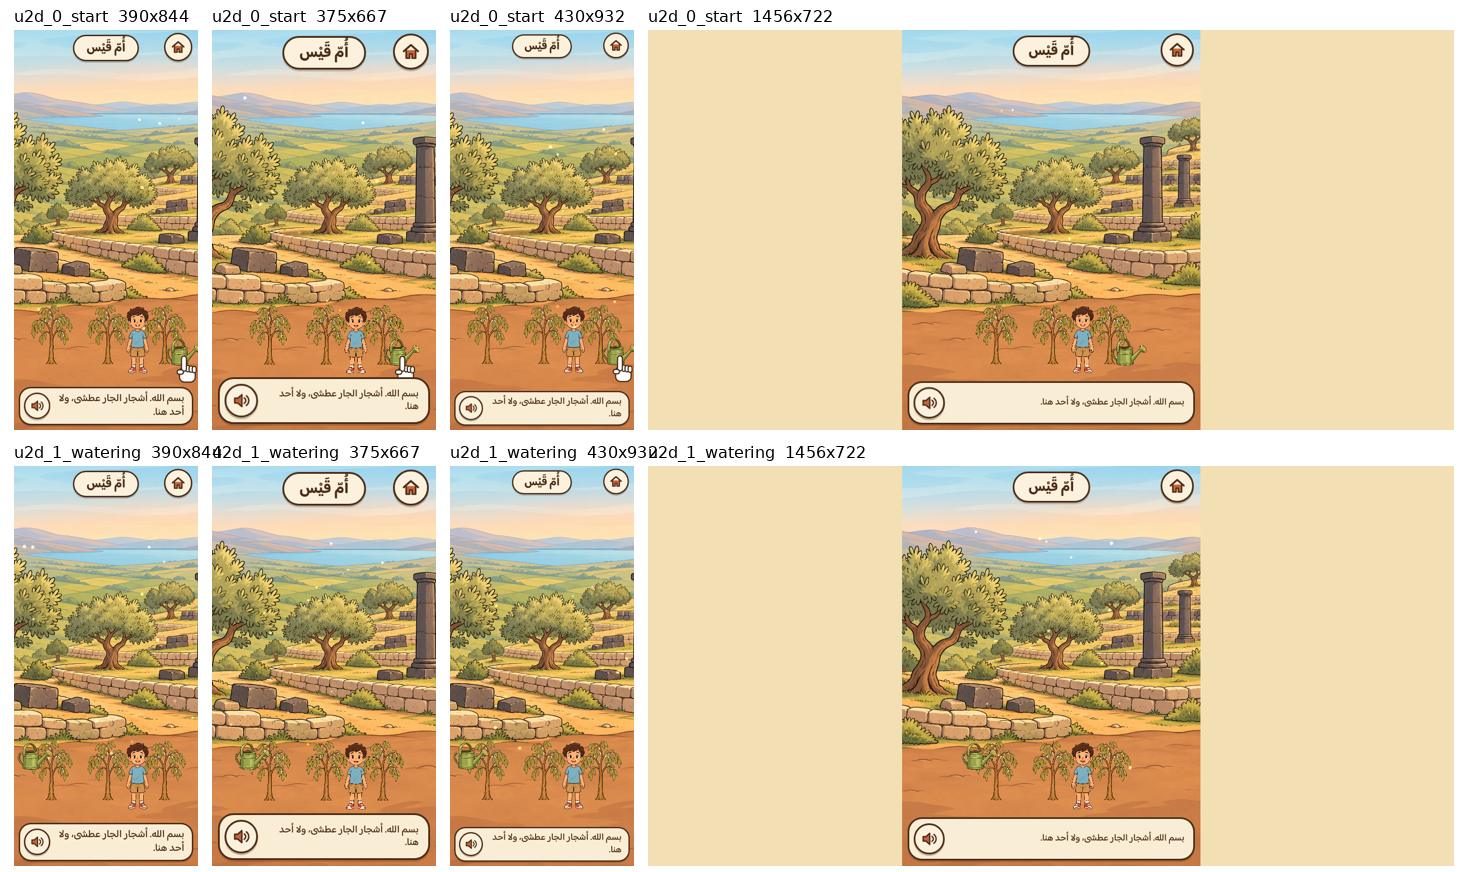 u2d_0_start 390x844
u2d_0_start 375x667
u2d_0_start 430x932
u2d_0_start 1456x722
أُمّ قَيْس
أُمّ قَيْس
أُمّ قَيْس
أُمّ قَيْس
بسم الله. أشجار الجار عطشى، ولا
أحد هنا.
بسم الله. أشجار الجار عطشى، ولا أحد
هنا.
بسم الله. أشجار الجار عطشى، ولا أحد
هنا.
بسم الله. أشجار الجار عطشى، ولا أحد هنا.
u2d_1_watering 390x844
u2d_1_watering 375x667
u2d_1_watering 430x932
u2d_1_watering 1456x722
أُمّ قَيْس
أُمّ قَيْس
أُمّ قَيْس
أُمّ قَيْس
بسم الله. أشجار الجار عطشى، ولا
أحد هنا.
بسم الله. أشجار الجار عطشى، ولا أحد
هنا.
بسم الله. أشجار الجار عطشى، ولا أحد
هنا.
بسم الله. أشجار الجار عطشى، ولا أحد هنا.